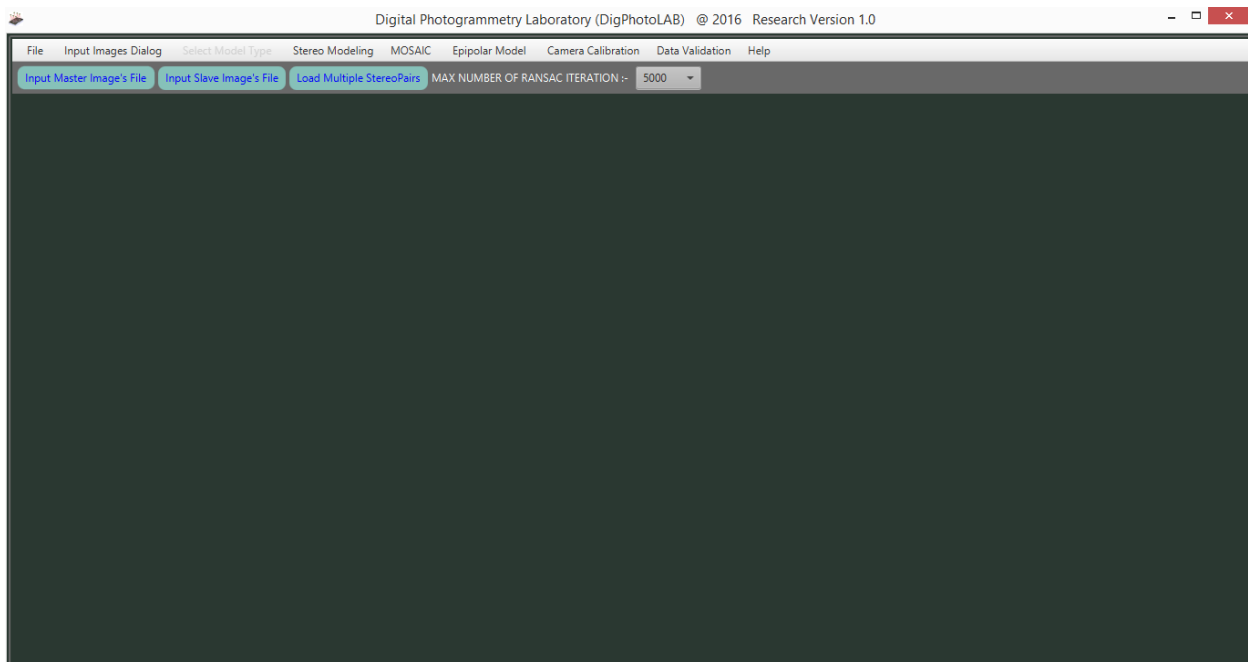 Digital Photogrammetry Laboratory (DigPhotoLAB) @ 2016 Research Version 1.0
File Input Images Dialog Select Model Type Stereo Modeling MOSAIC Epipolar Model Camera Calibration Data Validation Help
Input Master Image's File Input Slave Image's File Load Multiple StereoPairs MAX NUMBER OF RANSAC ITERATION :- 5000